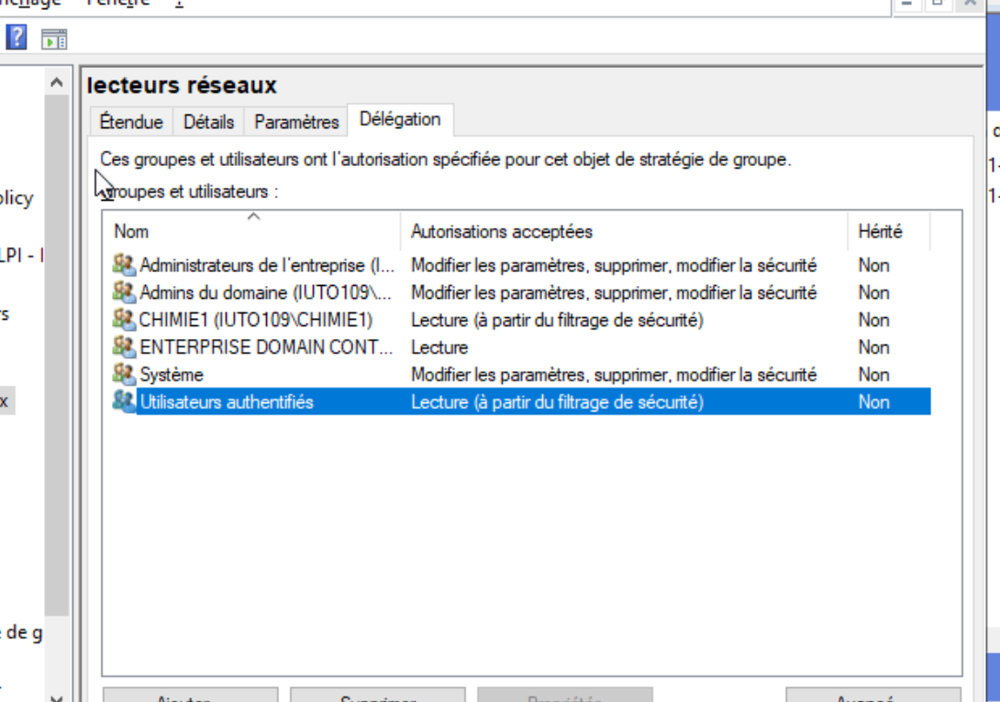 lecteurs réseaux
Étendue Détails Paramètres Délégation
Ces groupes et utilisateurs ont l'autorisation spécifiée pour cet objet de stratégie de groupe.
Groupes et utilisateurs :
Nom Autorisations acceptées Hérité
Administrateurs de l'entreprise (I... Modifier les paramètres, supprimer, modifier la sécurité Non
Admins du domaine (IUTO109\... Modifier les paramètres, supprimer, modifier la sécurité Non
CHIMIE1 (IUTO109\CHIMIE1) Lecture (à partir du filtrage de sécurité) Non
ENTERPRISE DOMAIN CONT... Lecture Non
Système Modifier les paramètres, supprimer, modifier la sécurité Non
Utilisateurs authentifiés Lecture (à partir du filtrage de sécurité) Non
olicy
LPI - I
rs
x
de g
Ajouter Supprimer Propriétés Avancé